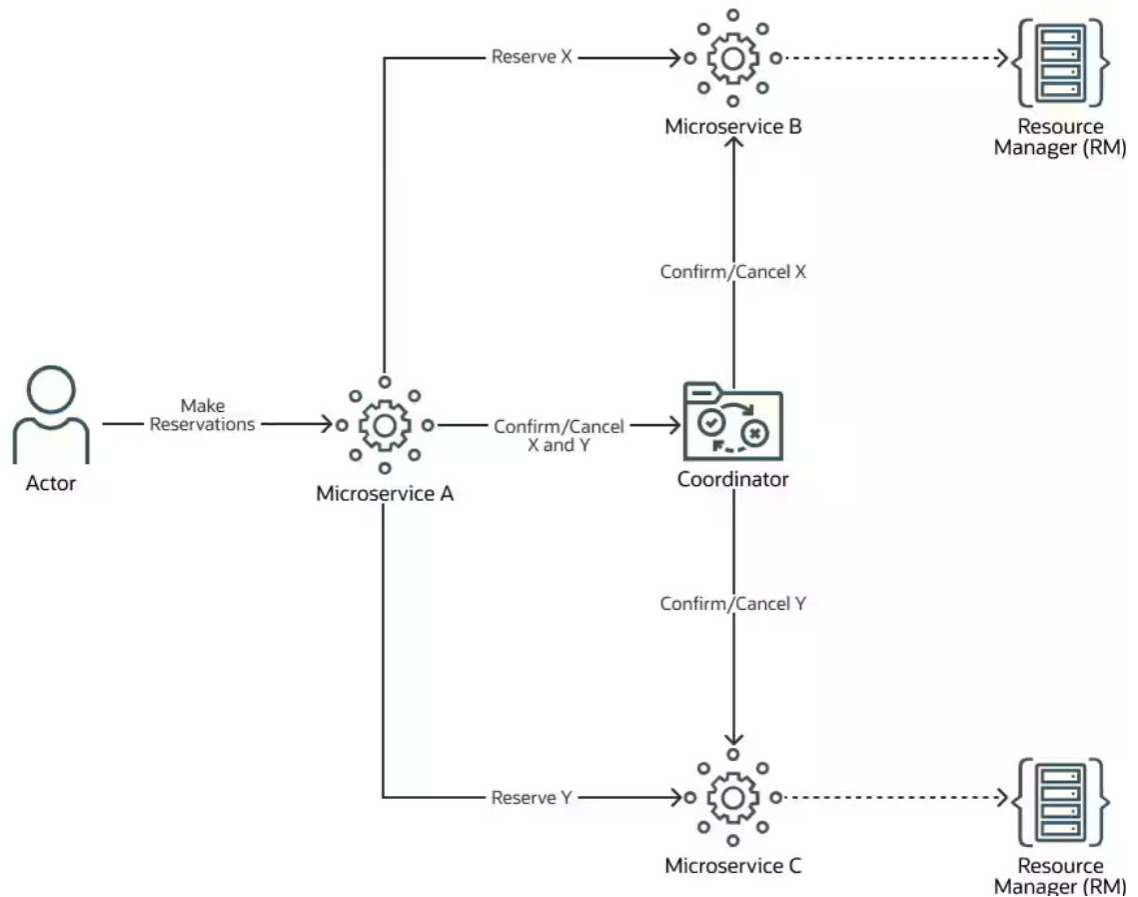 Reserve X
Microservice B
Resource
Manager (RM)
Confirm/Cancel X
Make
Reservations
Confirm/Cancel
X and Y
Actor
Microservice A
Coordinator
Confirm/Cancel Y
Reserve Y
Microservice C
Resource
Manager (RM)